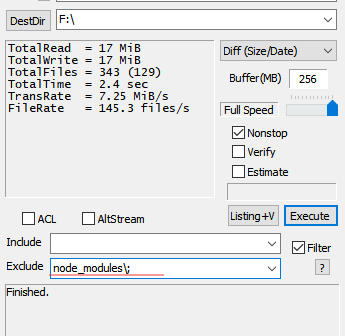 DestDir F:\
TotalRead = 17 MiB
TotalWrite = 17 MiB
TotalFiles = 343 (129)
TotalTime = 2.4 sec
TransRate = 7.25 MiB/s
FileRate = 145.3 files/s
Diff (Size/Date)
Buffer(MB) 256
Full Speed
Nonstop
Verify
Estimate
ACL AltStream Listing+V Execute
Include Filter
Exclude node_modules\; ?
Finished.